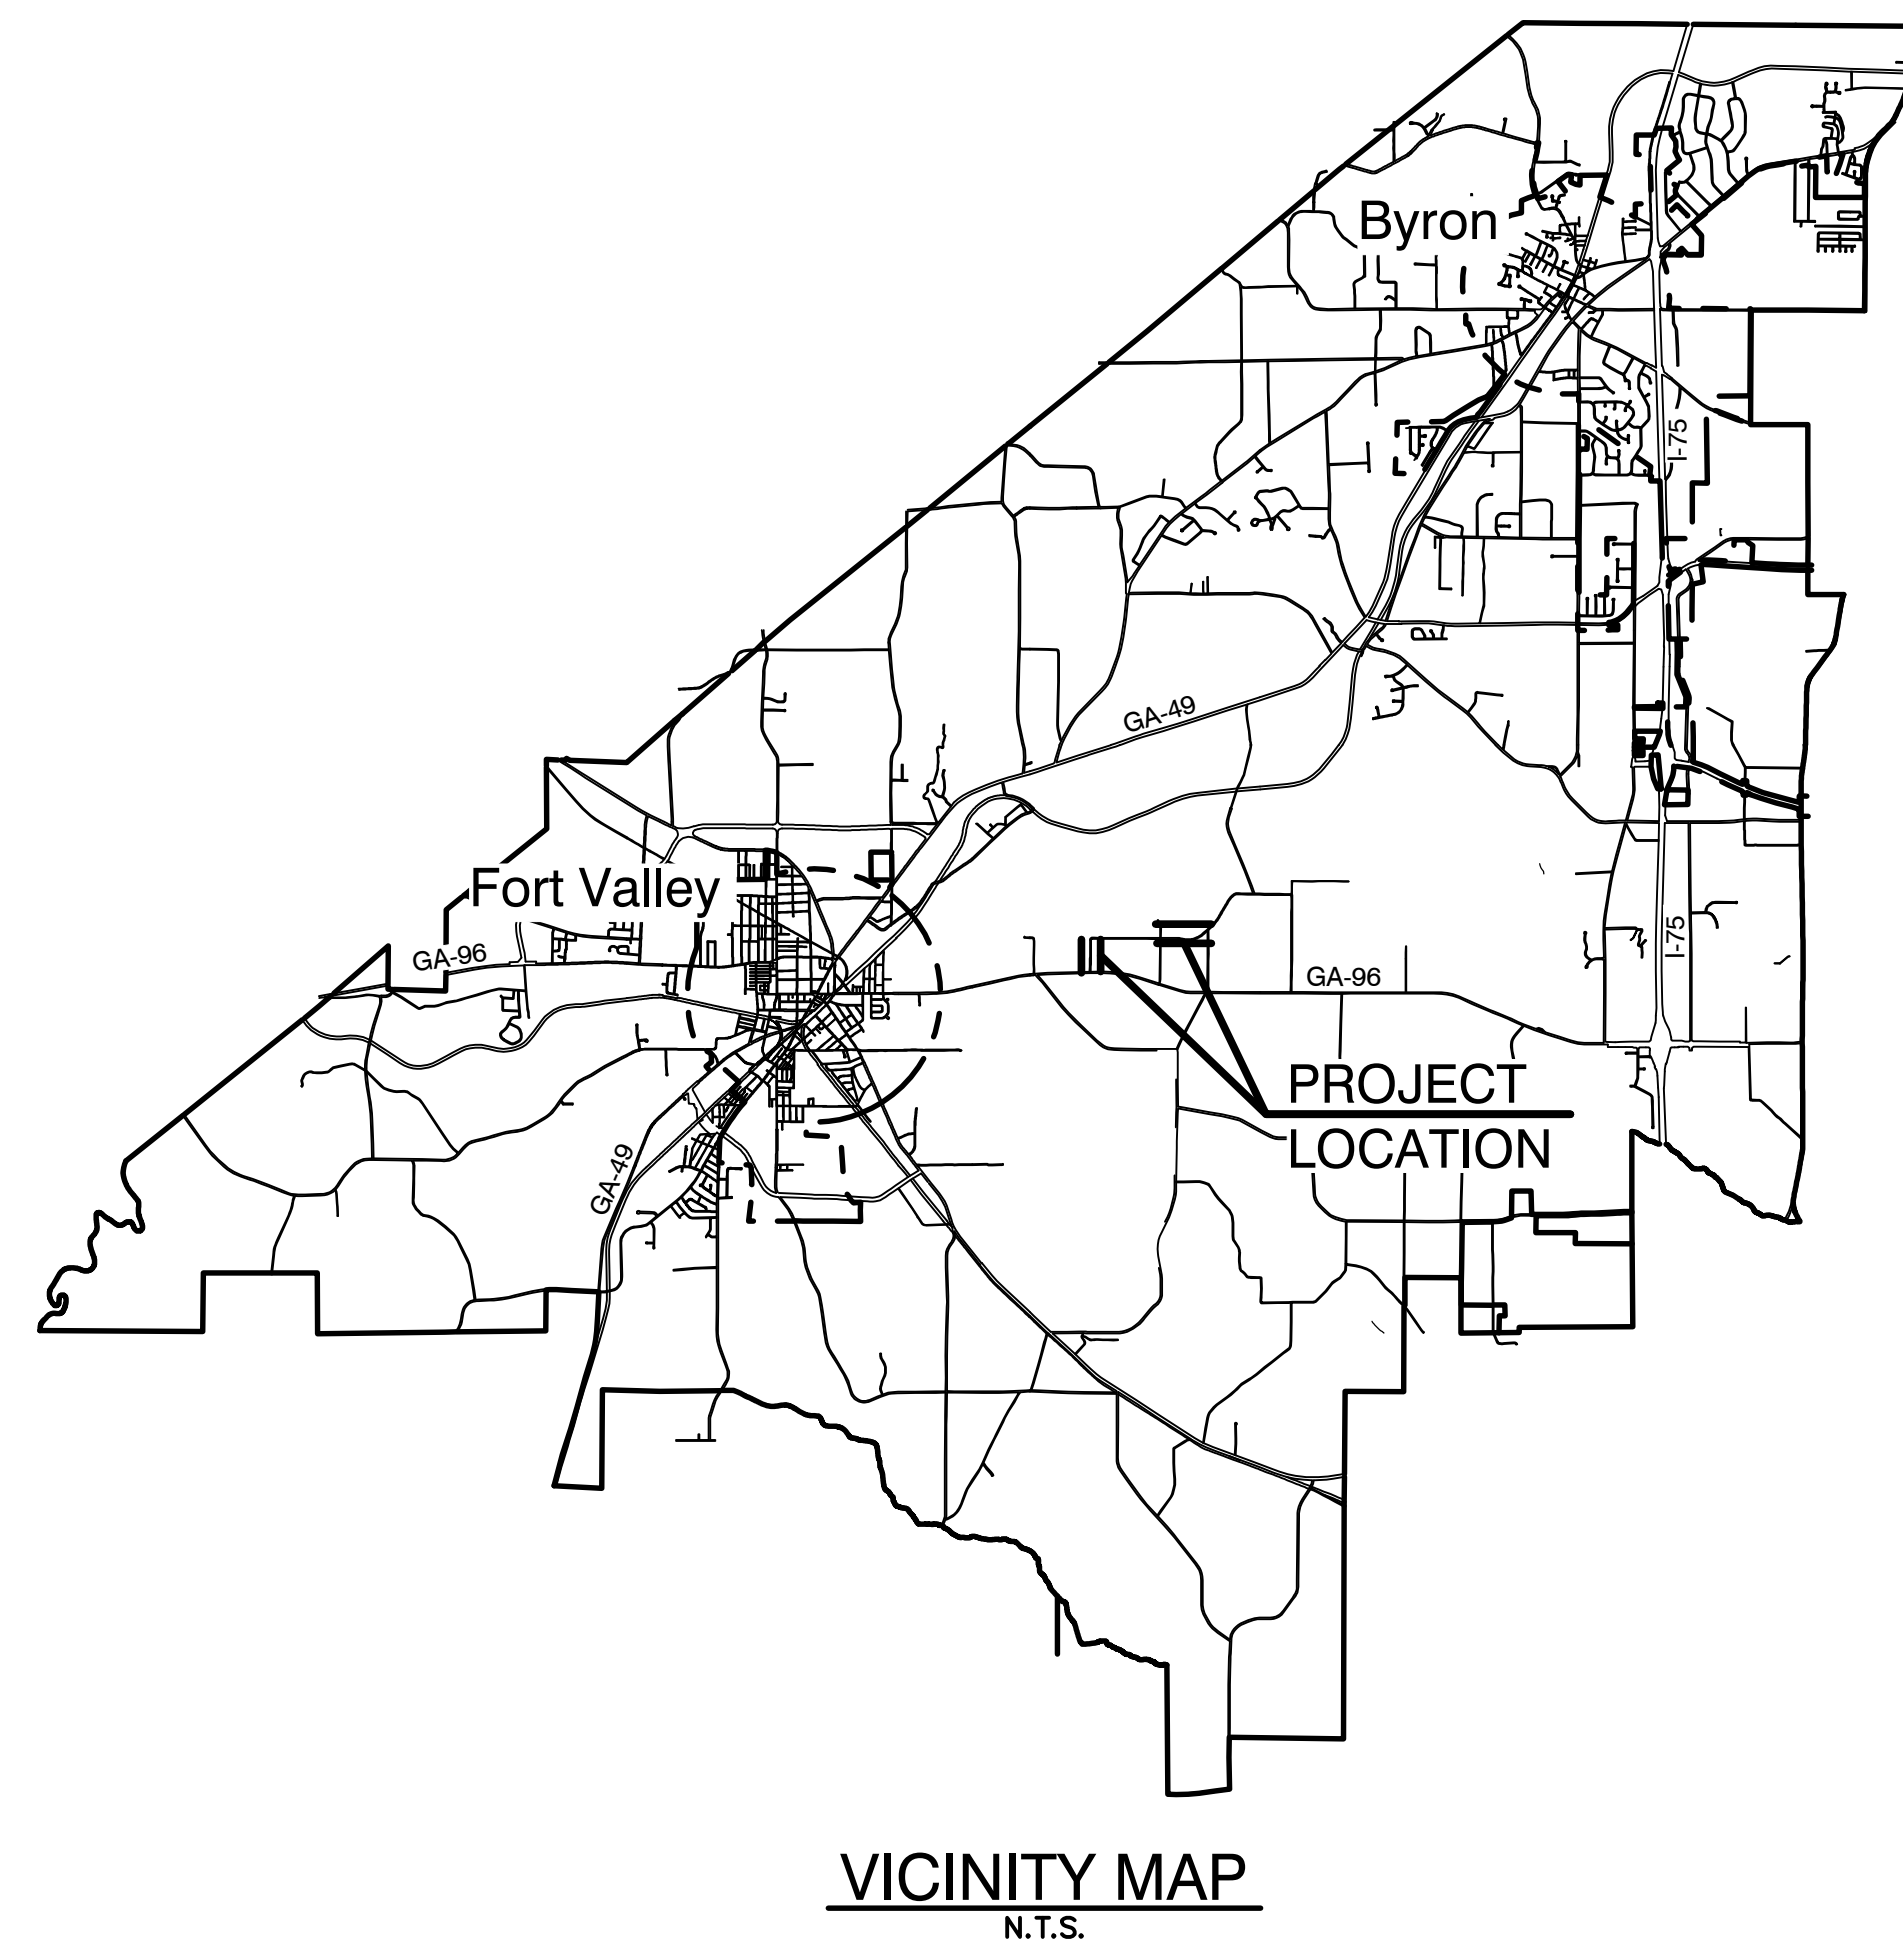 Byron
I-75
GA-49
Fort Valley
GA-96
I-75
GA-96
PROJECT
LOCATION
GA-49
VICINITY MAP
N.T.S.